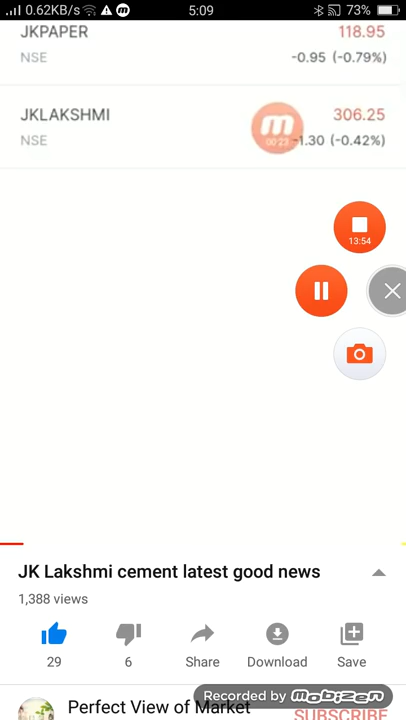 0.62KB/s 5:09 73%
JKPAPER 118.95
NSE -0.95 (-0.79%)
JKLAKSHMI 306.25
NSE 00:23 -1.30 (-0.42%)
13:54
JK Lakshmi cement latest good news
1,388 views
29 6 Share Download Save
Recorded by mobizen
Perfect View of Market SUBSCRIBE